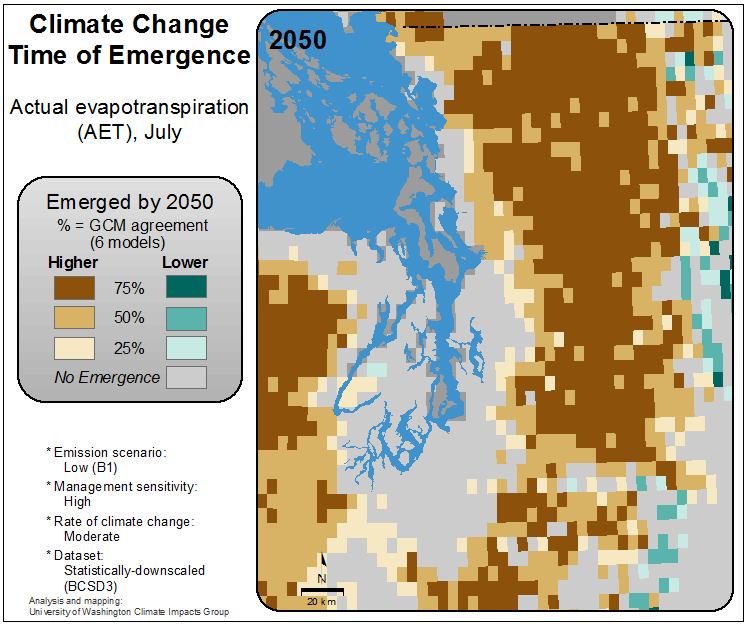 Climate Change
Time of Emergence
Actual evapotranspiration
(AET), July
Emerged by 2050
% = GCM agreement
(6 models)
Higher Lower
75%
50%
25%
No Emergence
* Emission scenario:
Low (B1)
* Management sensitivity:
High
* Rate of climate change:
Moderate
* Dataset:
Statistically-downscaled
(BCSD3)
Analysis and mapping:
University of Washington Climate Impacts Group
2050
N
20 km